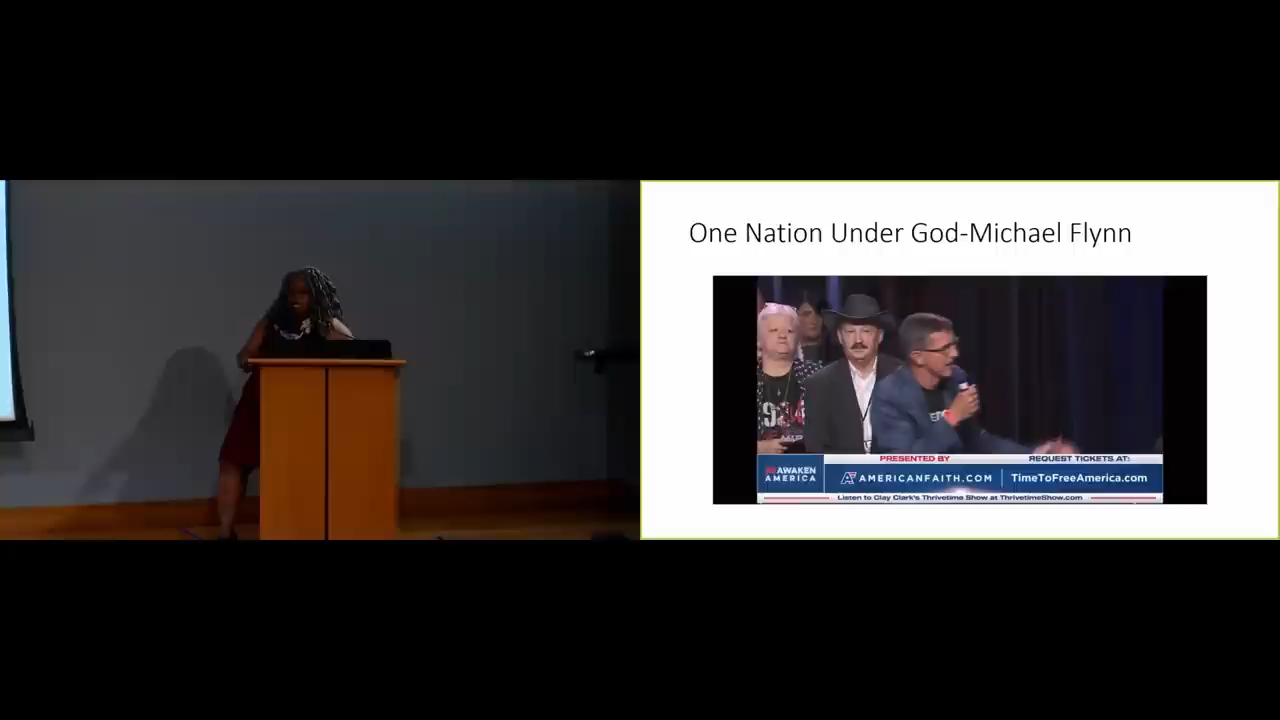 One Nation Under God-Michael Flynn
PRESENTED BY
REQUEST TICKETS AT:
AWAKEN
AMERICA
AMERICANFAITH.COM
TimeToFreeAmerica.com
Listen to Clay Clark's Thrivetime Show at ThrivetimeShow.com